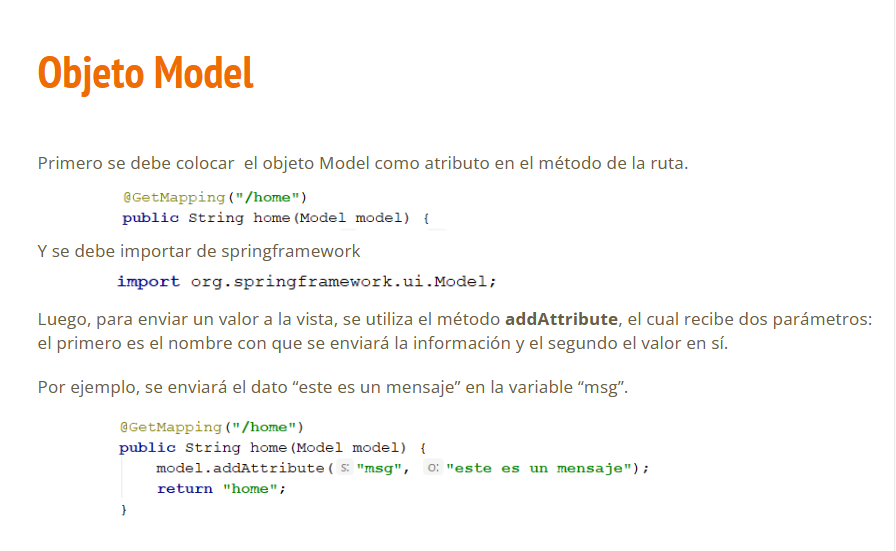 Objeto Model
Primero se debe colocar el objeto Model como atributo en el método de la ruta.
@GetMapping("/home")
public String home(Model model) {
Y se debe importar de springframework
import org.springframework.ui.Model;
Luego, para enviar un valor a la vista, se utiliza el método addAttribute, el cual recibe dos parámetros:
el primero es el nombre con que se enviará la información y el segundo el valor en sí.
Por ejemplo, se enviará el dato “este es un mensaje” en la variable “msg”.
@GetMapping("/home")
public String home(Model model) {
model.addAttribute( s: "msg", o: "este es un mensaje");
return "home";
}